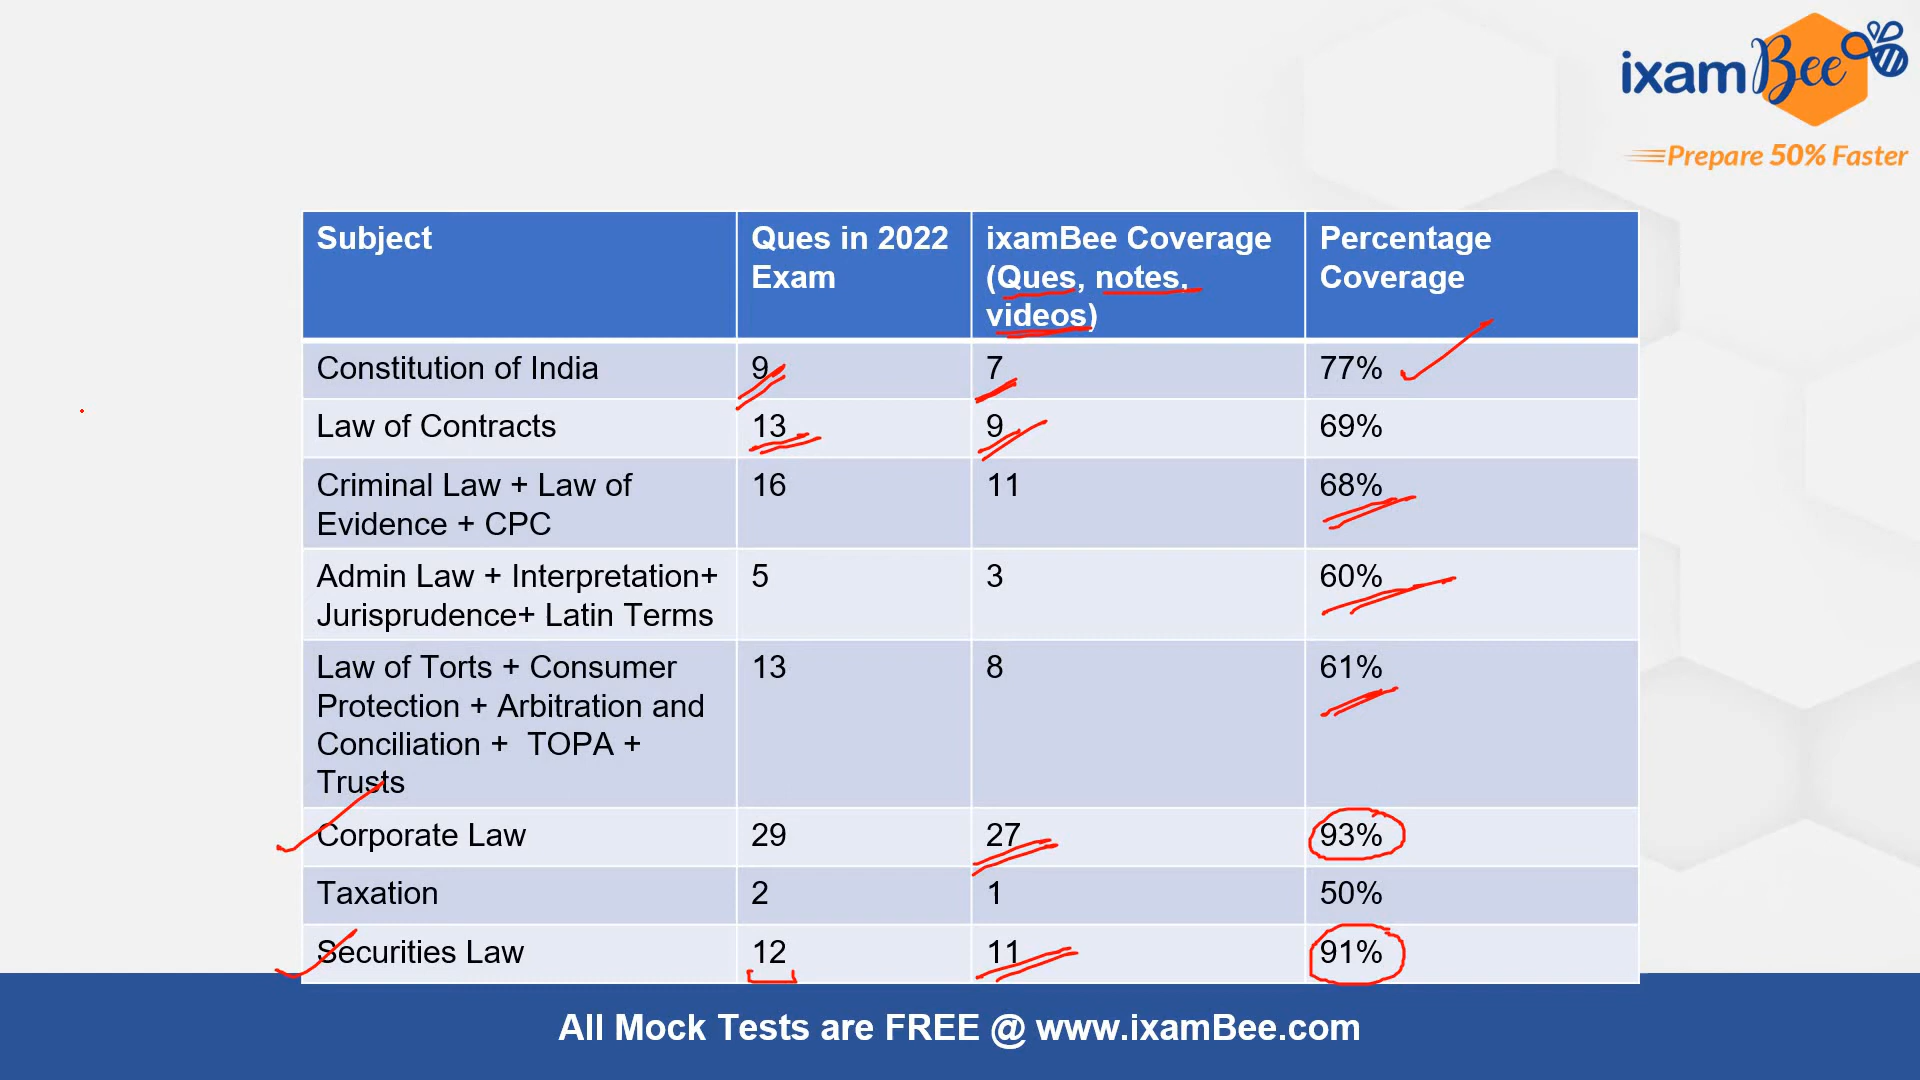 ixamBee
Prepare 50% Faster
Subject
Ques in 2022
Exam
ixamBee Coverage
(Ques, notes,
videos)
Percentage
Coverage
Constitution of India
9
7
77%
Law of Contracts
13
9
69%
Criminal Law + Law of
Evidence + CPC
16
11
68%
Admin Law + Interpretation+
Jurisprudence+ Latin Terms
5
3
60%
Law of Torts + Consumer
Protection + Arbitration and
Conciliation + TOPA +
Trusts
13
8
61%
Corporate Law
29
27
93%
Taxation
2
1
50%
Securities Law
12
11
91%
All Mock Tests are FREE @ www.ixamBee.com